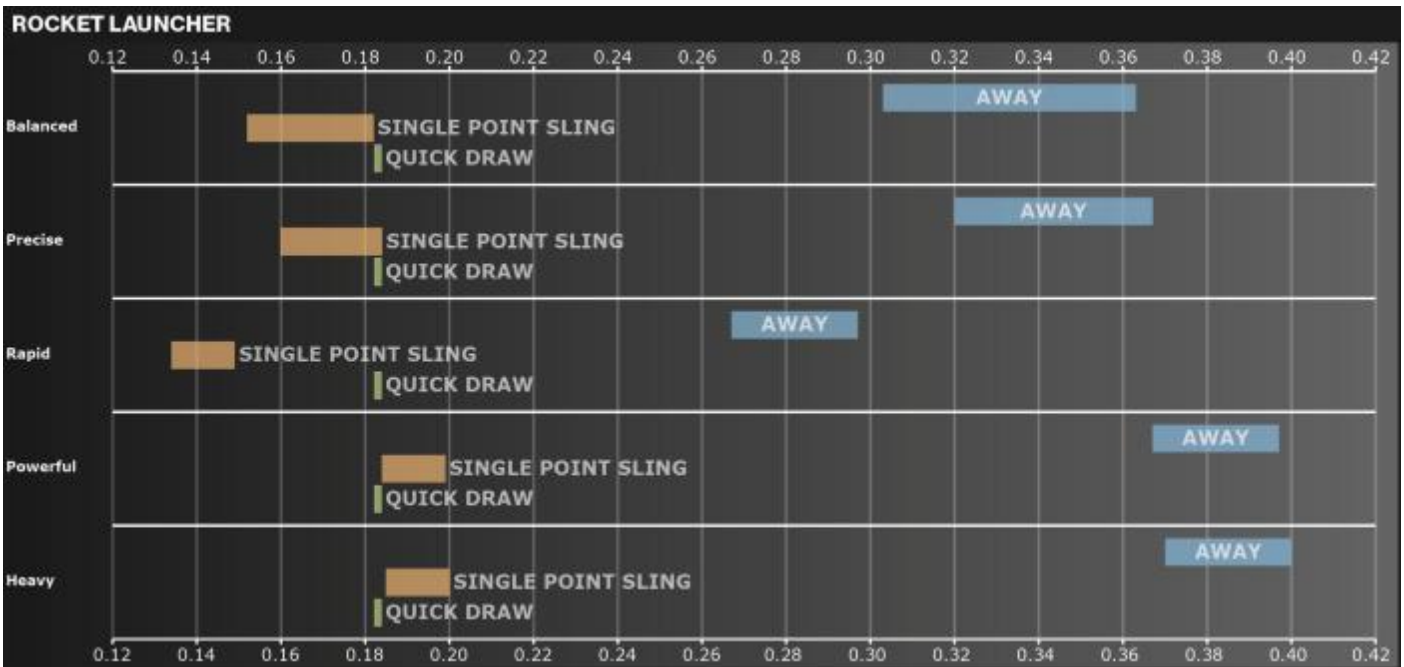 ROCKET LAUNCHER
0.12 0.14 0.16 0.18 0.20 0.22 0.24 0.26 0.28 0.30 0.32 0.34 0.36 0.38 0.40 0.42
AWAY
Balanced SINGLE POINT SLING
QUICK DRAW
AWAY
Precise SINGLE POINT SLING
QUICK DRAW
AWAY
Rapid SINGLE POINT SLING
QUICK DRAW
AWAY
Powerful SINGLE POINT SLING
QUICK DRAW
AWAY
Heavy SINGLE POINT SLING
QUICK DRAW
0.12 0.14 0.16 0.18 0.20 0.22 0.24 0.26 0.28 0.30 0.32 0.34 0.36 0.38 0.40 0.42